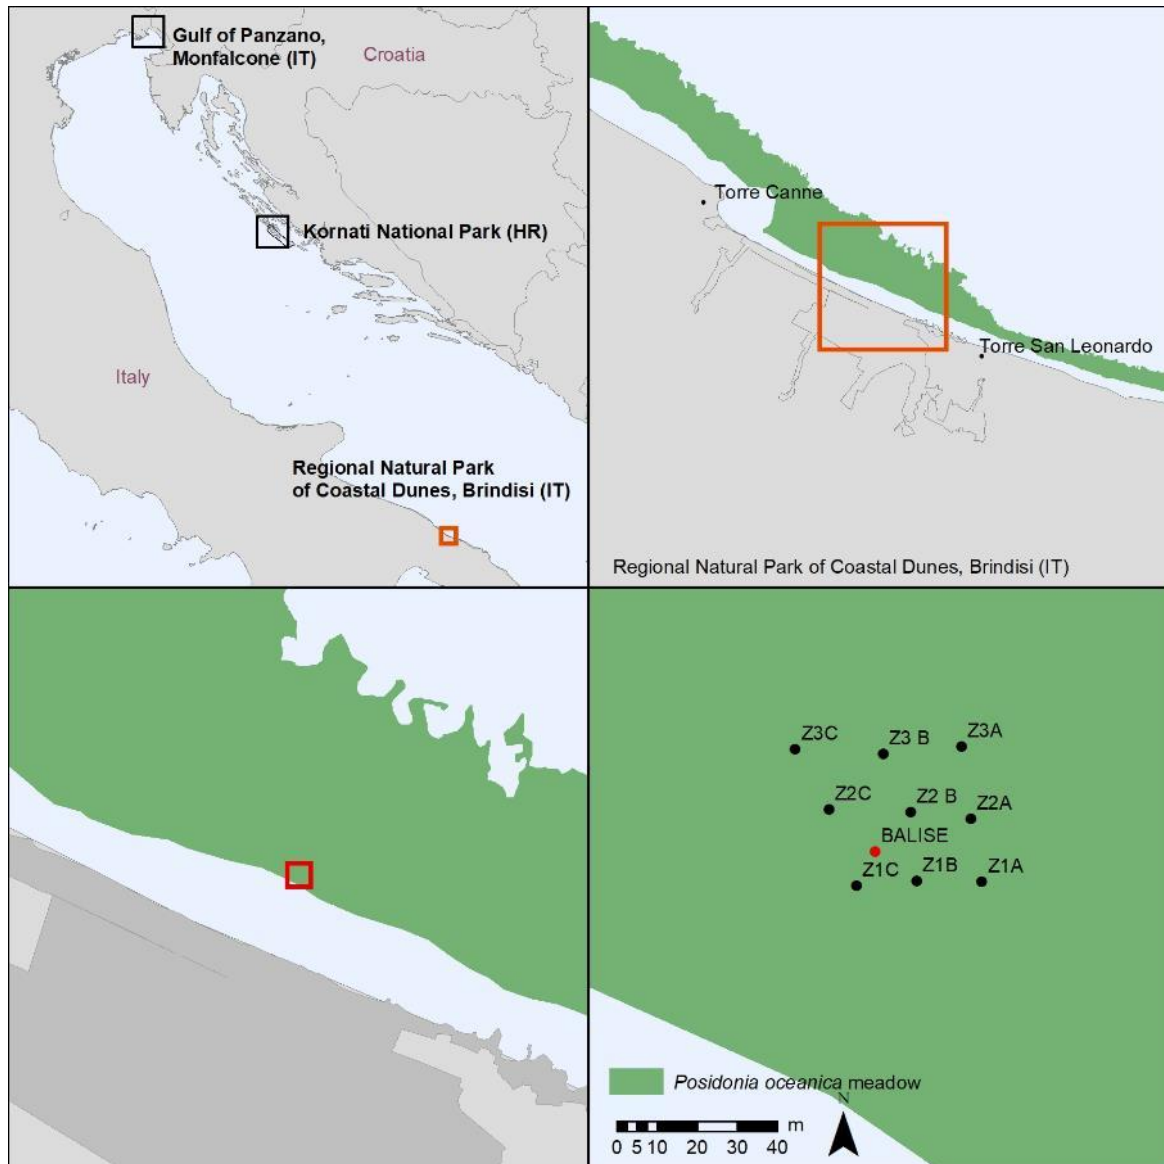 Gulf of Panzano,
Monfalcone (IT)
Croatia
Kornati National Park (HR)
Italy
Regional Natural Park
of Coastal Dunes, Brindisi (IT)
Torre Canne
Torre San Leonardo
Regional Natural Park of Coastal Dunes, Brindisi (IT)
Z3C
Z3 B
Z3A
Z2C
Z2 B
Z2A
BALISE
Z1C
Z1B
Z1A
Posidonia oceanica meadow
N
m
0 5 10 20 30 40